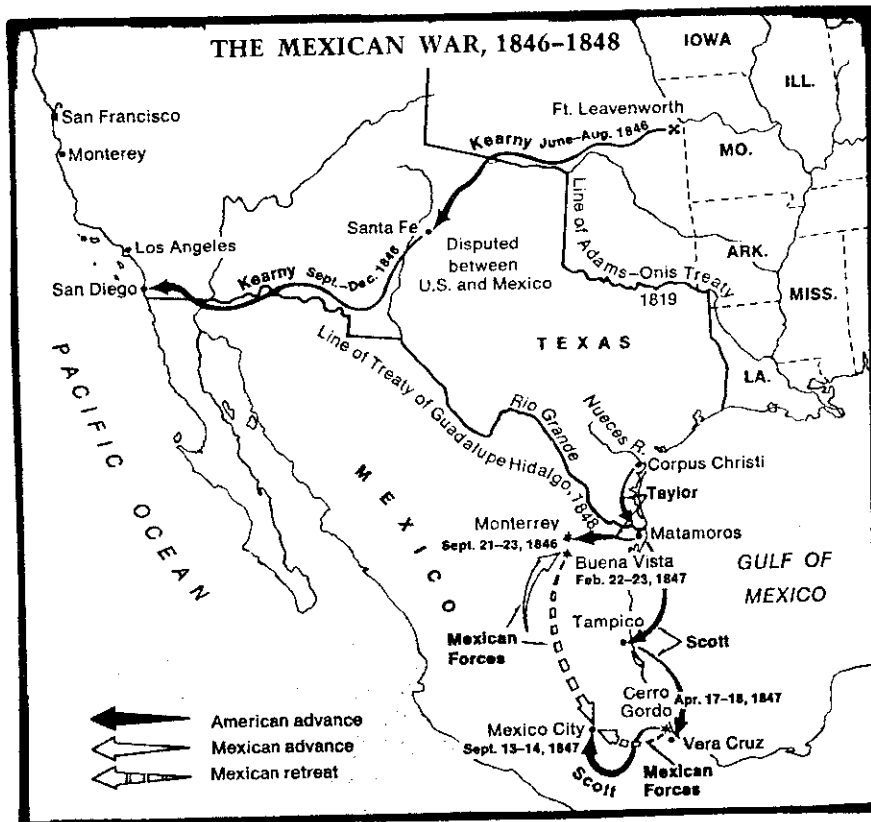 THE MEXICAN WAR, 1846–1848
IOWA
ILL.
San Francisco
Monterey
Ft. Leavenworth
Kearny June–Aug. 1846
MO.
Line of Adams–Onis Treaty
1819
Santa Fe
Disputed
between
U.S. and Mexico
ARK.
Los Angeles
San Diego
Kearny Sept.–Dec. 1846
MISS.
TEXAS
LA.
Line of Treaty of Guadalupe Hidalgo, 1848
Rio Grande
Nueces R.
PACIFIC OCEAN
MEXICO
Corpus Christi
Taylor
Monterrey
Sept. 21–23, 1846
Matamoros
Buena Vista
Feb. 22–23, 1847
GULF OF
MEXICO
Tampico
Scott
Mexican
Forces
Cerro
Gordo
Apr. 17–18, 1847
Mexico City
Sept. 13–14, 1847
Vera Cruz
Scott
Mexican
Forces
American advance
Mexican advance
Mexican retreat